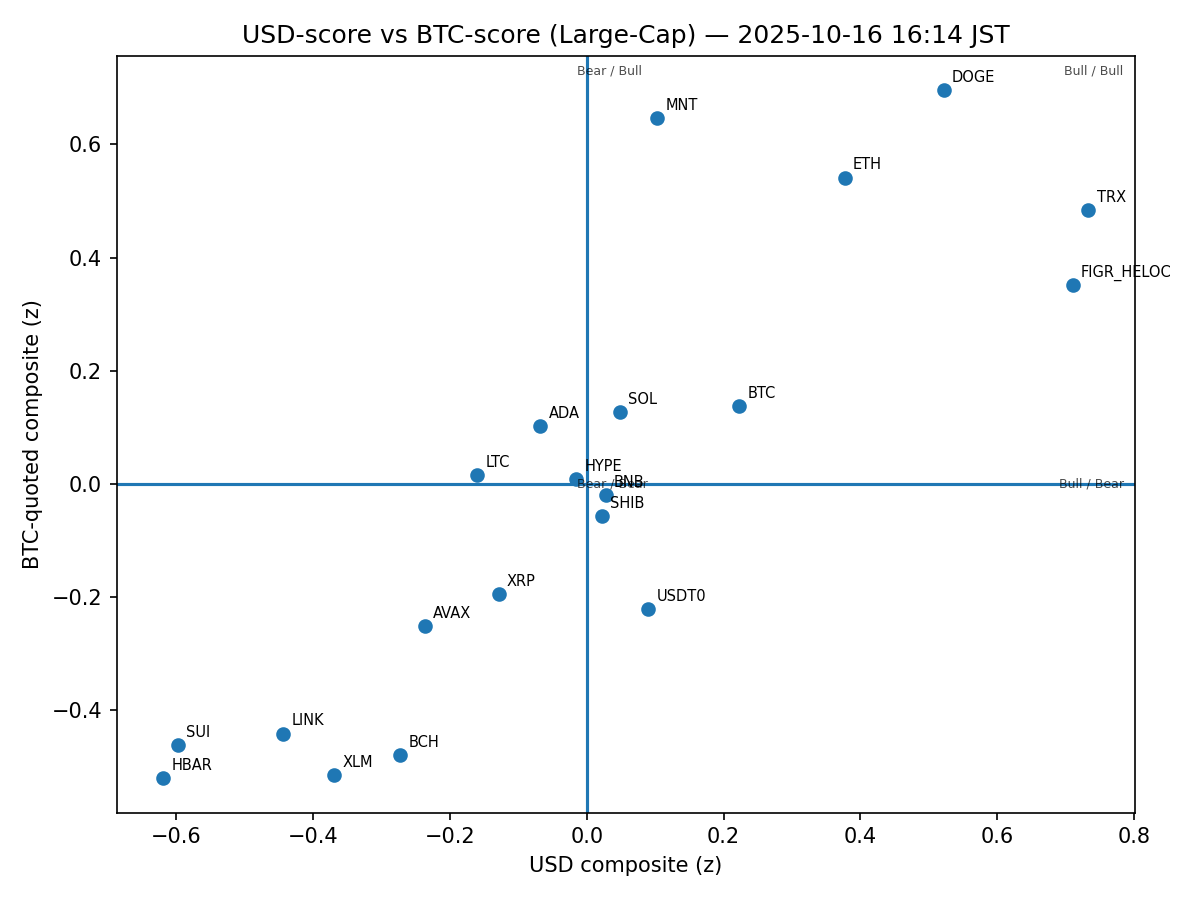 USD-score vs BTC-score (Large-Cap) — 2025-10-16 16:14 JST
Bear / Bull
Bull / Bull
DOGE
MNT
0.6
ETH
TRX
0.4
FIGR_HELOC
0.2
SOL
BTC
ADA
LTC
HYPE
BNB
0.0
Bear / Bear
Bull / Bear
SHIB
XRP
USDT0
−0.2
AVAX
−0.4
LINK
SUI
BCH
XLM
HBAR
BTC-quoted composite (z)
−0.6
−0.4
−0.2
0.0
0.2
0.4
0.6
0.8
USD composite (z)